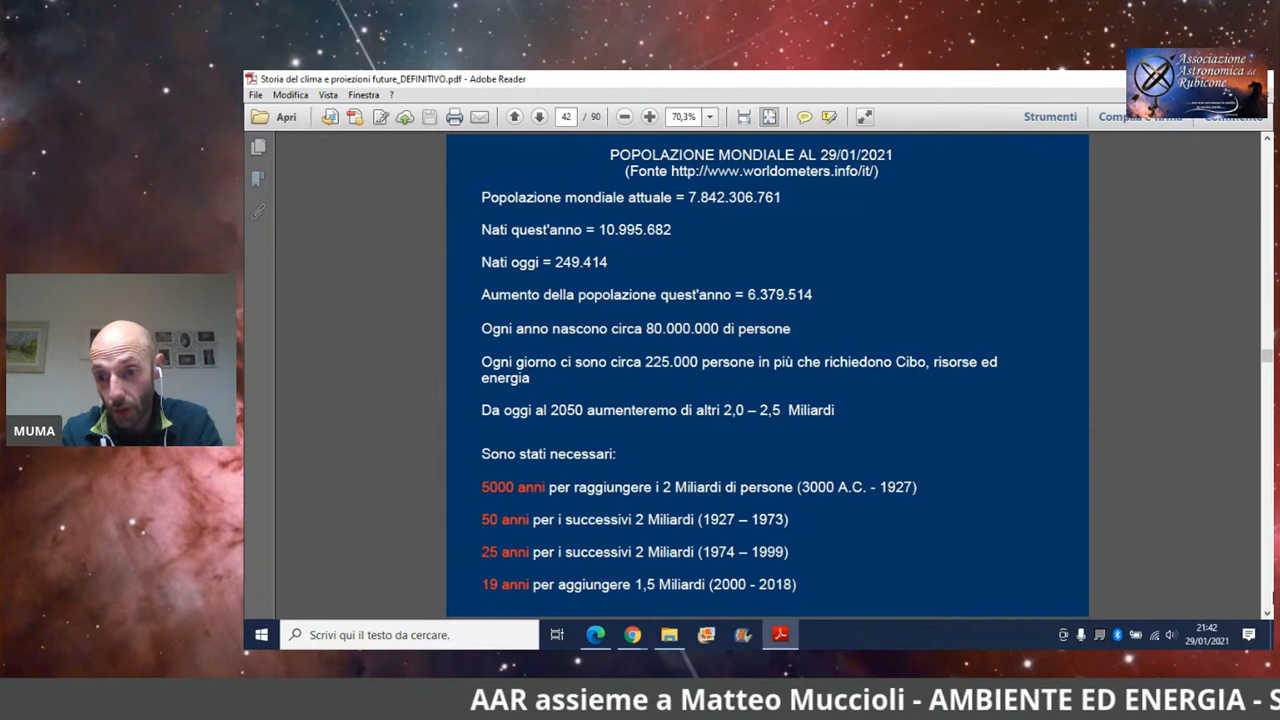 Storia del clima e proiezioni future_DEFINITIVO.pdf - Adobe Reader
File Modifica Vista Finestra ?
Apri 42 / 90 70,3% Strumenti
Associazione
Astronomica del
Rubicone
POPOLAZIONE MONDIALE AL 29/01/2021
(Fonte http://www.worldometers.info/it/)
Popolazione mondiale attuale = 7.842.306.761
Nati quest'anno = 10.995.682
Nati oggi = 249.414
Aumento della popolazione quest'anno = 6.379.514
Ogni anno nascono circa 80.000.000 di persone
Ogni giorno ci sono circa 225.000 persone in più che richiedono Cibo, risorse ed
energia
Da oggi al 2050 aumenteremo di altri 2,0 – 2,5 Miliardi
Sono stati necessari:
5000 anni per raggiungere i 2 Miliardi di persone (3000 A.C. - 1927)
50 anni per i successivi 2 Miliardi (1927 – 1973)
25 anni per i successivi 2 Miliardi (1974 – 1999)
19 anni per aggiungere 1,5 Miliardi (2000 - 2018)
MUMA
Scrivi qui il testo da cercare.
21:42
29/01/2021
AAR assieme a Matteo Muccioli - AMBIENTE ED ENERGIA - S